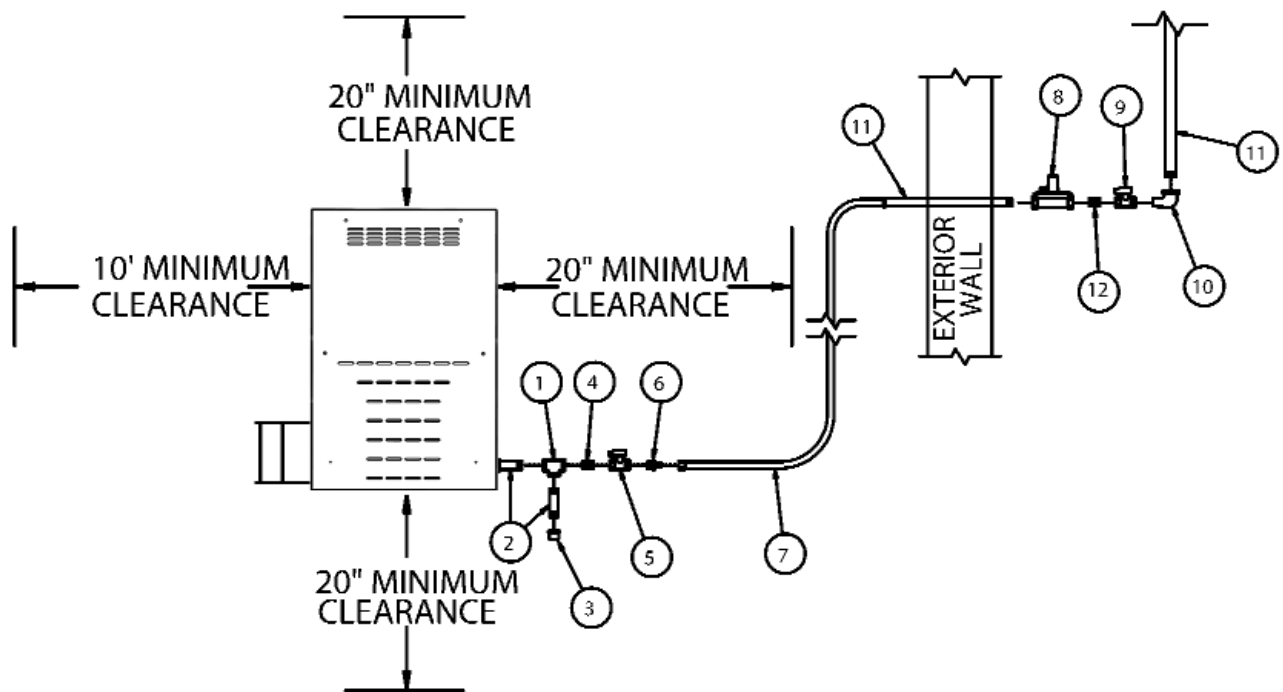 20" MINIMUM
CLEARANCE
10' MINIMUM
CLEARANCE
20" MINIMUM
CLEARANCE
EXTERIOR
WALL
20" MINIMUM
CLEARANCE
1
4
6
2
3
5
7
11
8
9
11
12
10